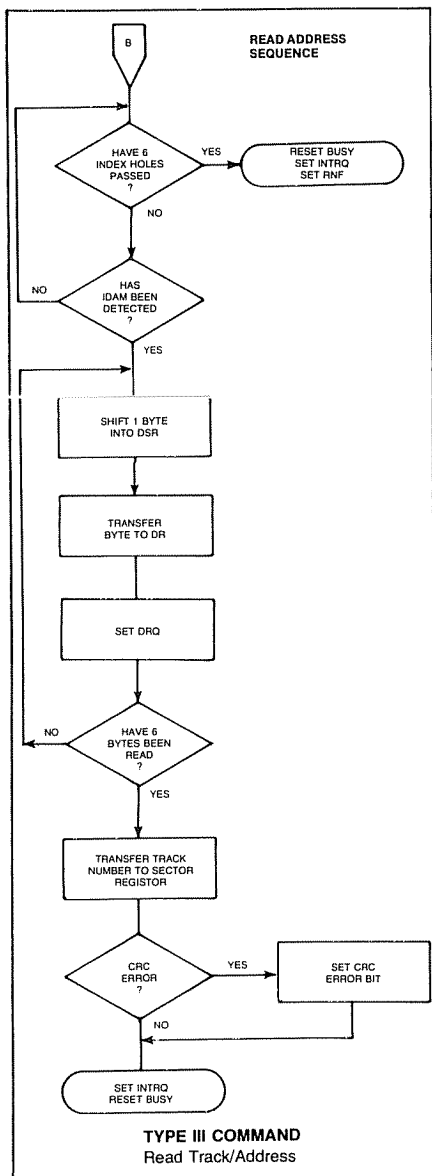 READ ADDRESS
SEQUENCE
B
HAVE 6
INDEX HOLES
PASSED
?
YES
RESET BUSY
SET INTRQ
SET RNF
NO
HAS
IDAM BEEN
DETECTED
?
NO
YES
SHIFT 1 BYTE
INTO DSR
TRANSFER
BYTE TO DR
SET DRQ
HAVE 6
BYTES BEEN
READ
?
NO
YES
TRANSFER TRACK
NUMBER TO SECTOR
REGISTOR
CRC
ERROR
?
YES
SET CRC
ERROR BIT
NO
SET INTRQ
RESET BUSY
TYPE III COMMAND
Read Track/Address